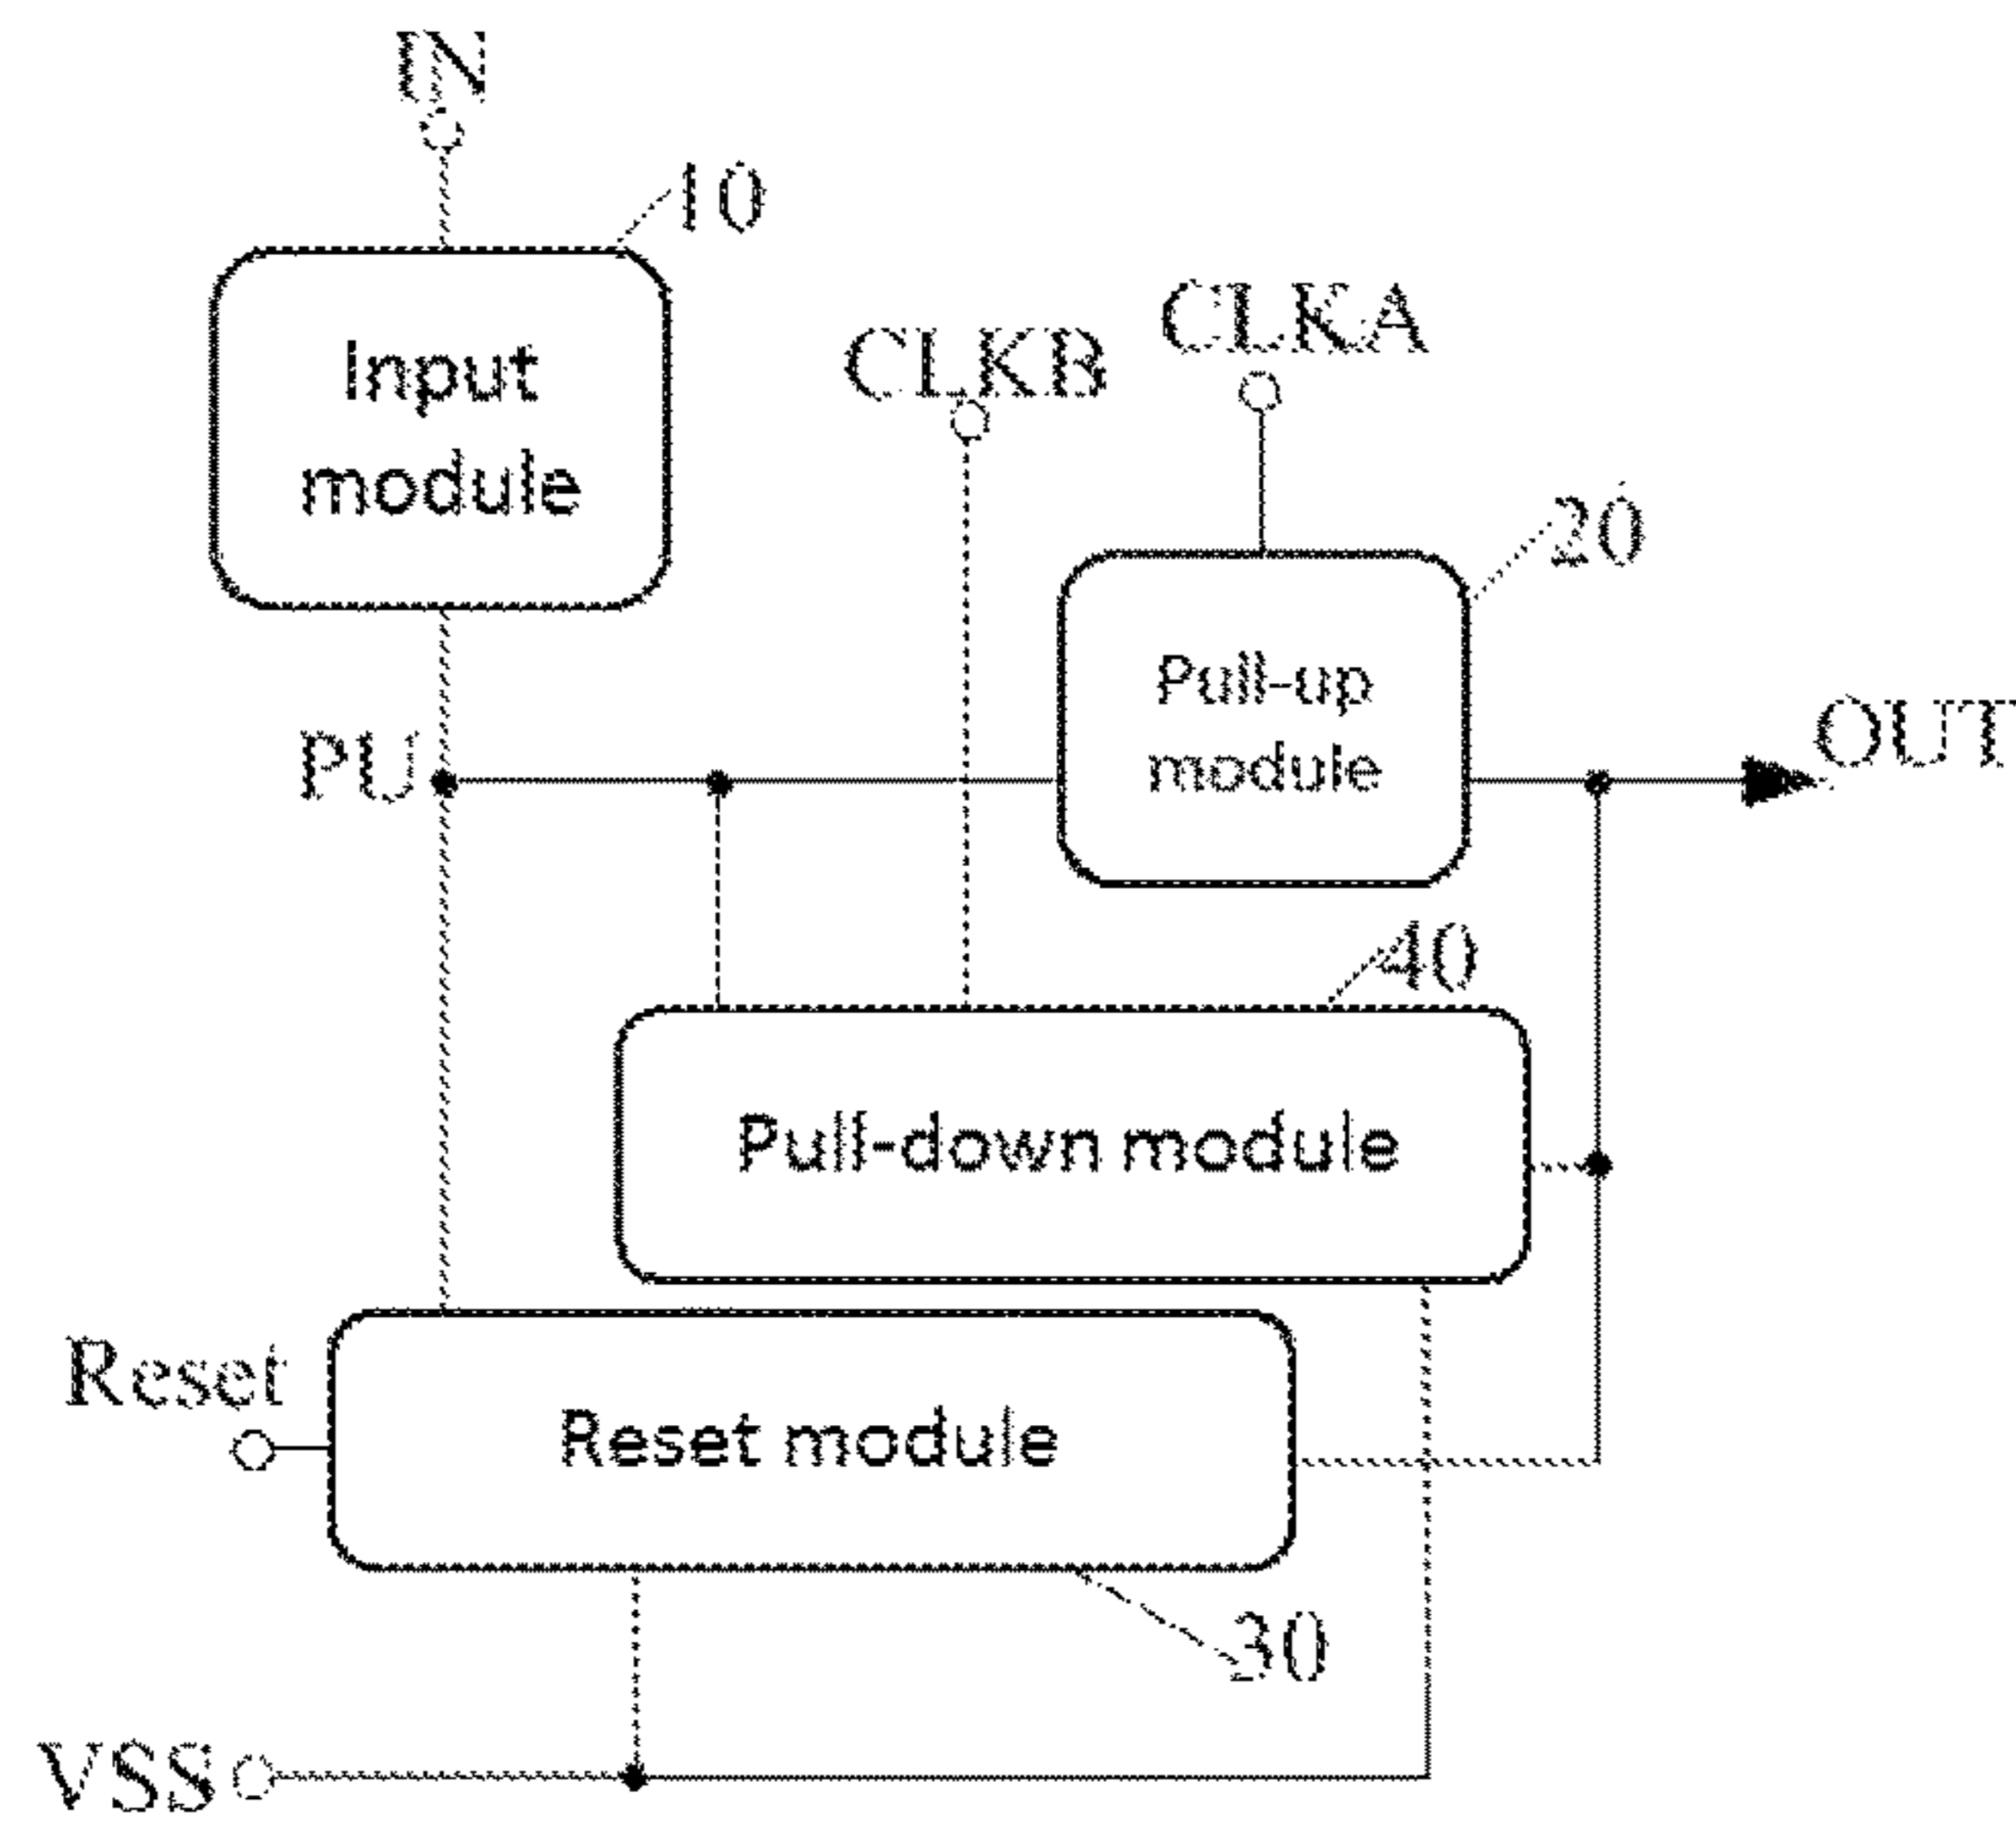 IN
10
Input
module
CLKB
CLKA
20
Pull-up
module
PU
OUT
40
Pull-down module
Reset
Reset module
30
VSS